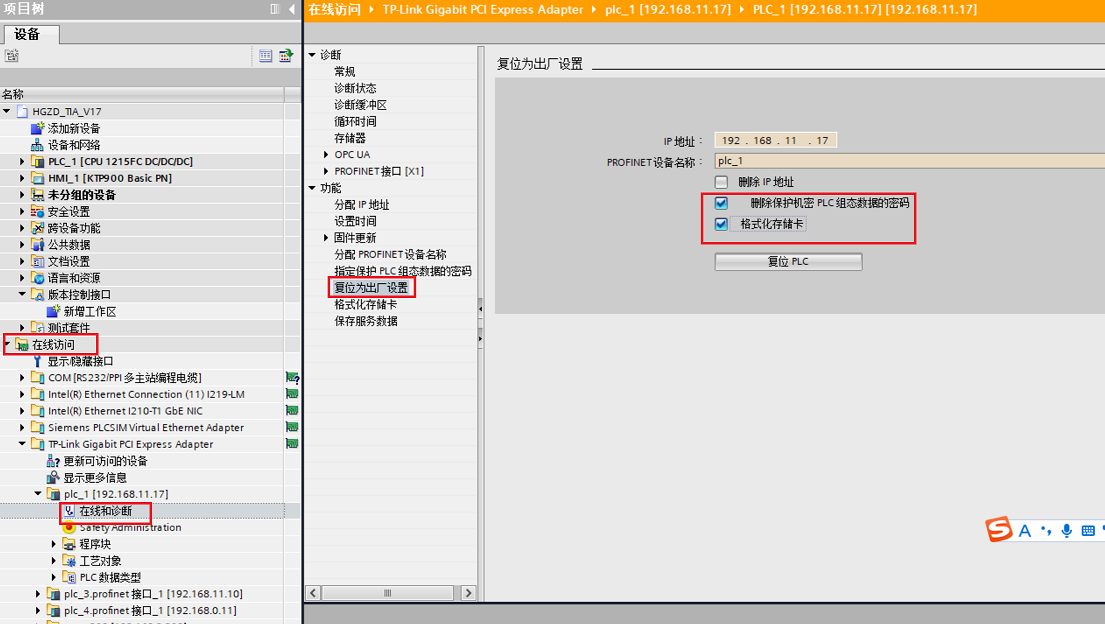 项目树
设备
名称
HGZD_TIA_V17
添加新设备
设备和网络
PLC_1 [CPU 1215FC DC/DC/DC]
HMI_1 [KTP900 Basic PN]
未分组的设备
安全设置
跨设备功能
公共数据
文档设置
语言和资源
版本控制接口
新增工作区
测试套件
在线访问
显示/隐藏接口
COM [RS232/PPI 多主站编程电缆]
Intel(R) Ethernet Connection (11) I219-LM
Intel(R) Ethernet I210-T1 GbE NIC
Siemens PLCSIM Virtual Ethernet Adapter
TP-Link Gigabit PCI Express Adapter
更新可访问的设备
显示更多信息
plc_1 [192.168.11.17]
在线和诊断
Safety Administration
程序块
工艺对象
PLC 数据类型
plc_3.profinet 接口_1 [192.168.11.10]
plc_4.profinet 接口_1 [192.168.0.11]
在线访问 TP-Link Gigabit PCI Express Adapter plc_1 [192.168.11.17] PLC_1 [192.168.11.17] [192.168.11.17]
诊断
常规
诊断状态
诊断缓冲区
循环时间
存储器
OPC UA
PROFINET 接口 [X1]
功能
分配 IP 地址
设置时间
固件更新
分配 PROFINET 设备名称
指定保护 PLC 组态数据的密码
复位为出厂设置
格式化存储卡
保存服务数据
复位为出厂设置
IP 地址： 192 . 168 . 11 . 17
PROFINET 设备名称： plc_1
删除 IP 地址
删除保护机密 PLC 组态数据的密码
格式化存储卡
复位 PLC
S A